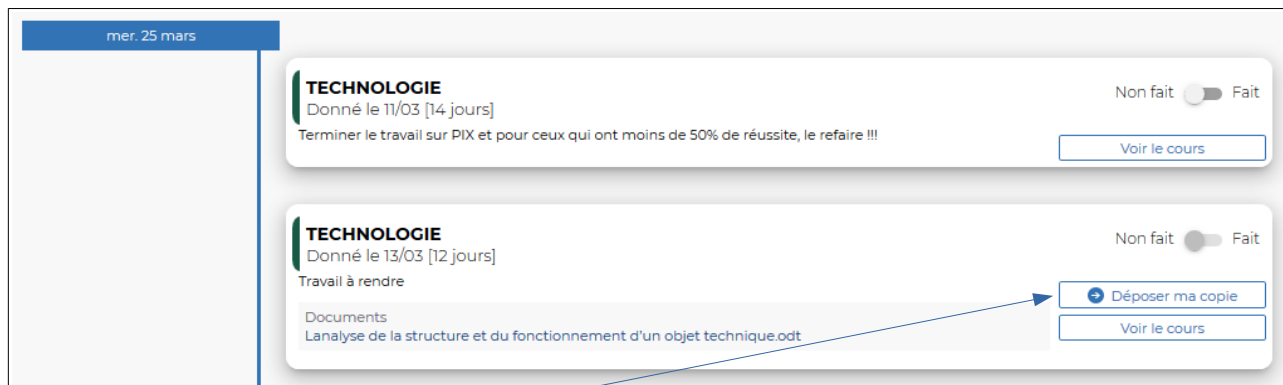 mer. 25 mars
TECHNOLOGIE
Donné le 11/03 [14 jours]
Non fait Fait
Terminer le travail sur PIX et pour ceux qui ont moins de 50% de réussite, le refaire !!!
Voir le cours
TECHNOLOGIE
Donné le 13/03 [12 jours]
Non fait Fait
Travail à rendre
Déposer ma copie
Documents
Lanalyse de la structure et du fonctionnement d'un objet technique.odt
Voir le cours